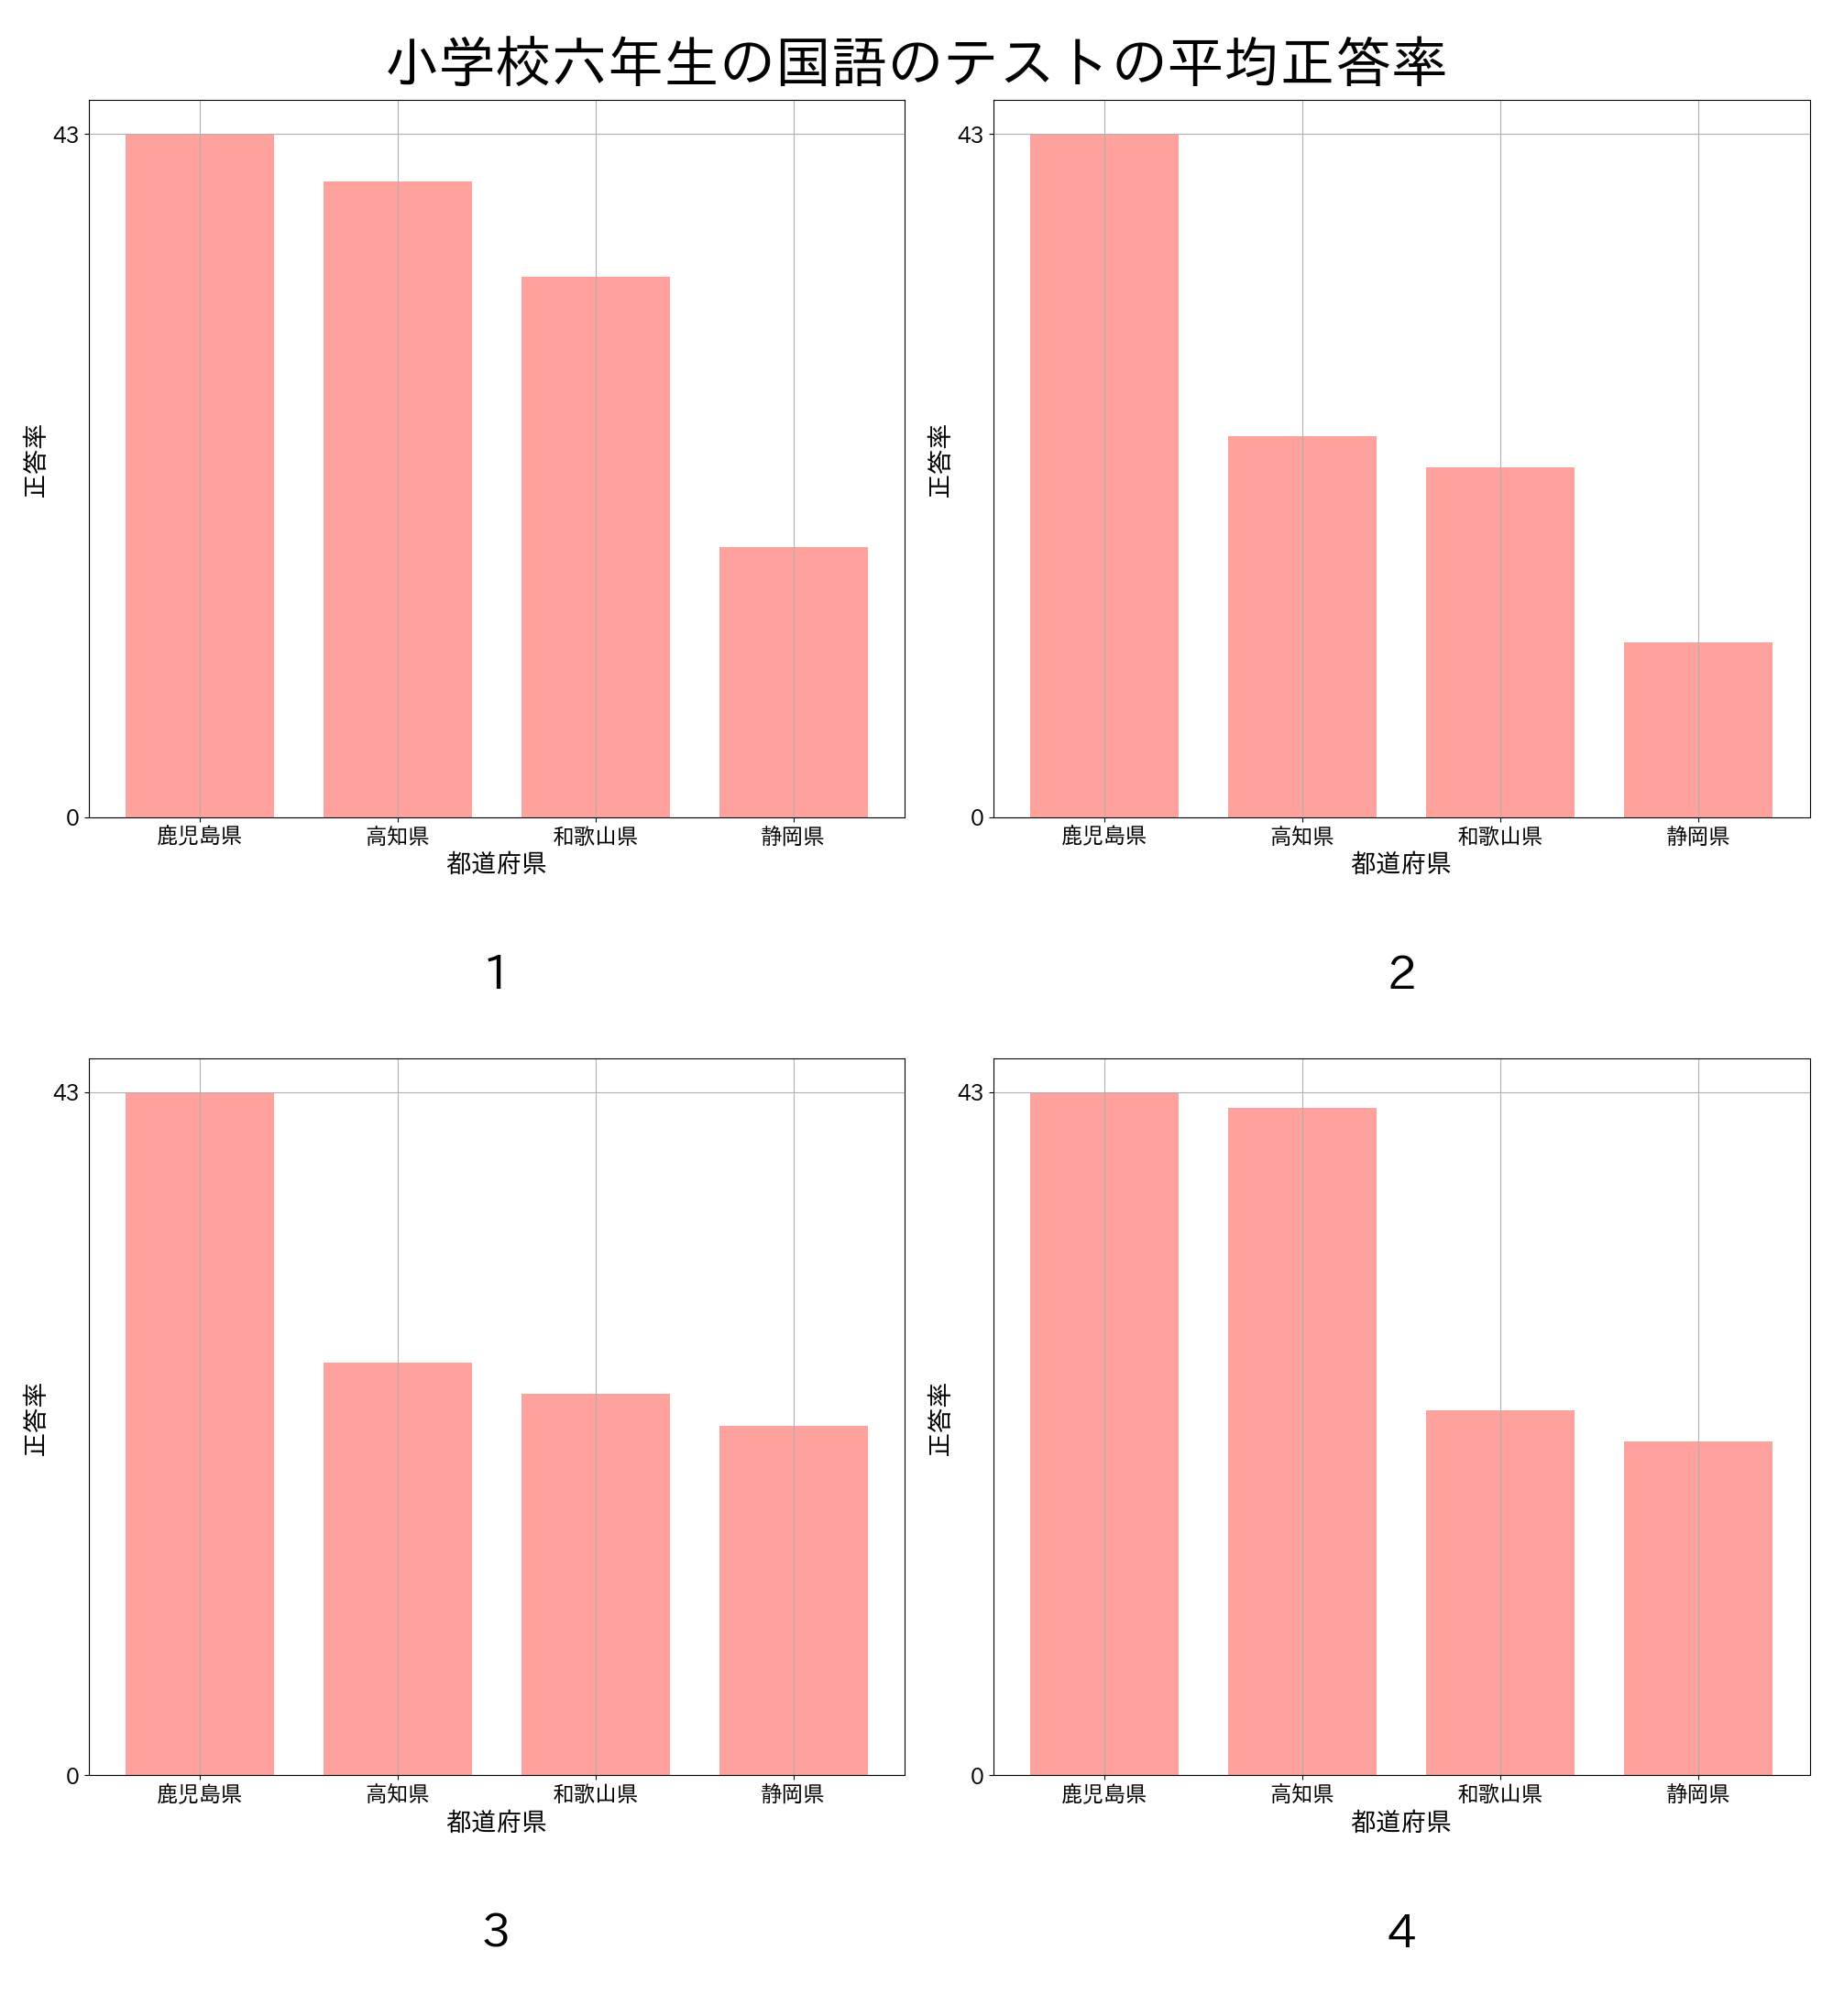 小学校六年生の国語のテストの平均正答率
43
正答率
0
鹿児島県 高知県 和歌山県 静岡県
都道府県
1
43
正答率
0
鹿児島県 高知県 和歌山県 静岡県
都道府県
2
43
正答率
0
鹿児島県 高知県 和歌山県 静岡県
都道府県
3
43
正答率
0
鹿児島県 高知県 和歌山県 静岡県
都道府県
4